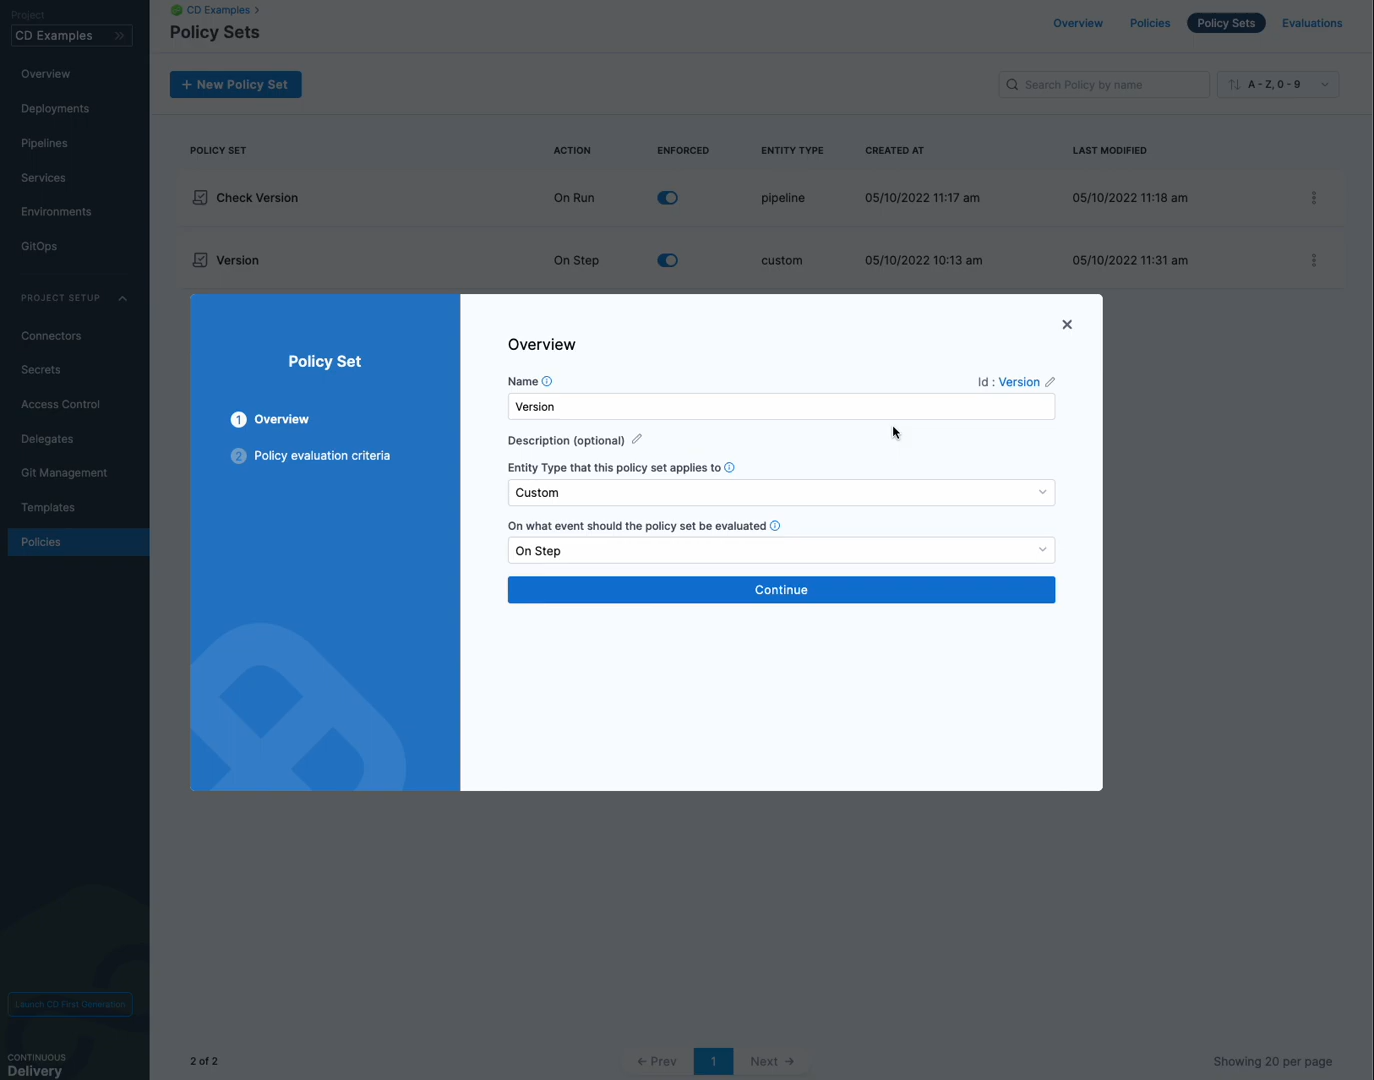 Project
CD Examples
Overview
Deployments
Pipelines
Services
Environments
GitOps
PROJECT SETUP
Connectors
Secrets
Access Control
Delegates
Git Management
Templates
Policies
Launch CD First Generation
CONTINUOUS
Delivery
CD Examples >
Policy Sets
Overview Policies Policy Sets Evaluations
+ New Policy Set
Search Policy by name
A - Z, 0 - 9
POLICY SET ACTION ENFORCED ENTITY TYPE CREATED AT LAST MODIFIED
Check Version On Run pipeline 05/10/2022 11:17 am 05/10/2022 11:18 am
Version On Step custom 05/10/2022 10:13 am 05/10/2022 11:31 am
Policy Set
1 Overview
2 Policy evaluation criteria
Overview
Name Id : Version
Version
Description (optional)
Entity Type that this policy set applies to
Custom
On what event should the policy set be evaluated
On Step
Continue
2 of 2
← Prev 1 Next →
Showing 20 per page